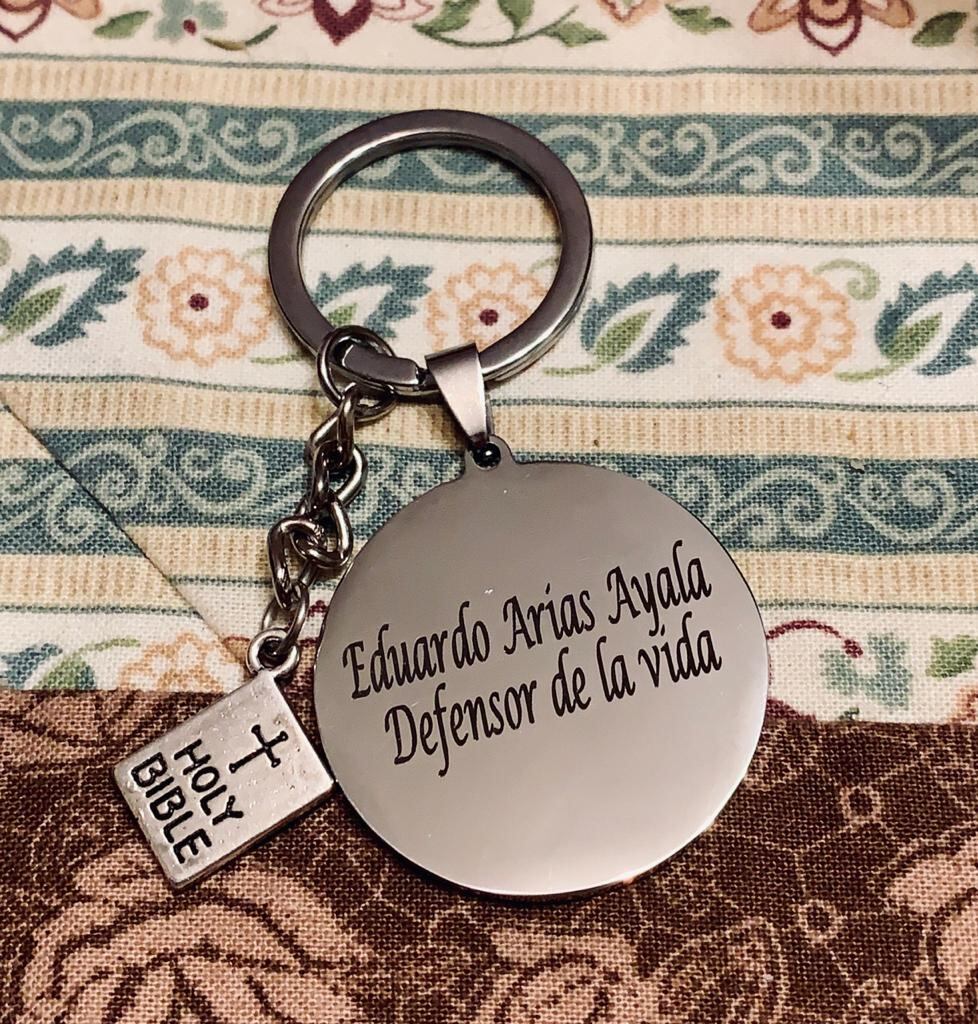 Eduardo Arias Ayala
Defensor de la vida
HOLY
BIBLE